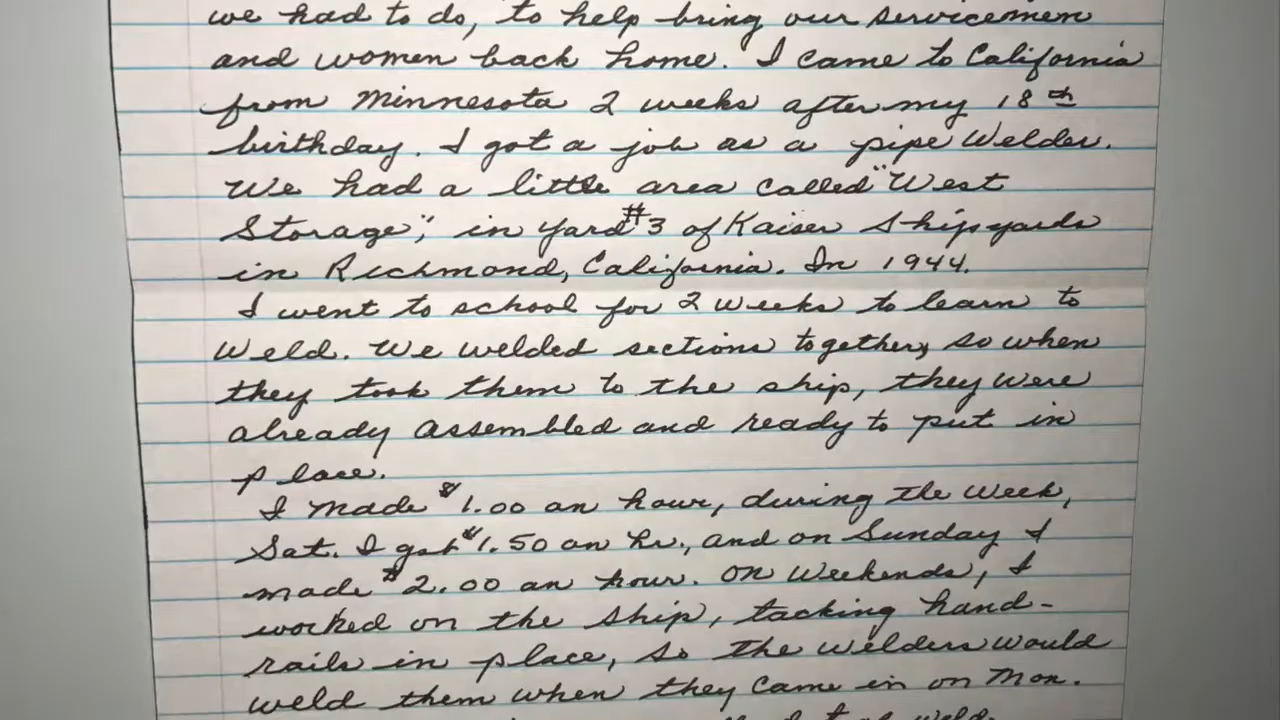 we had to do, to help bring our servicemen
and women back home. I came to California
from Minnesota 2 weeks after my 18th
birthday. I got a job as a pipe Welder.
We had a little area called "West
Storage", in yard #3 of Kaiser Shipyards
in Richmond, California. In 1944.
I went to school for 2 weeks to learn to
weld. We welded sections together, so when
they took them to the ship, they were
already assembled and ready to put in
place.
I made $1.00 an hour, during the week,
Sat. I got $1.50 an hr., and on Sunday I
made $2.00 an hour. On weekends, I
worked on the ship, tacking hand-
rails in place, so the welders would
weld them when they came in on Mon.
weld